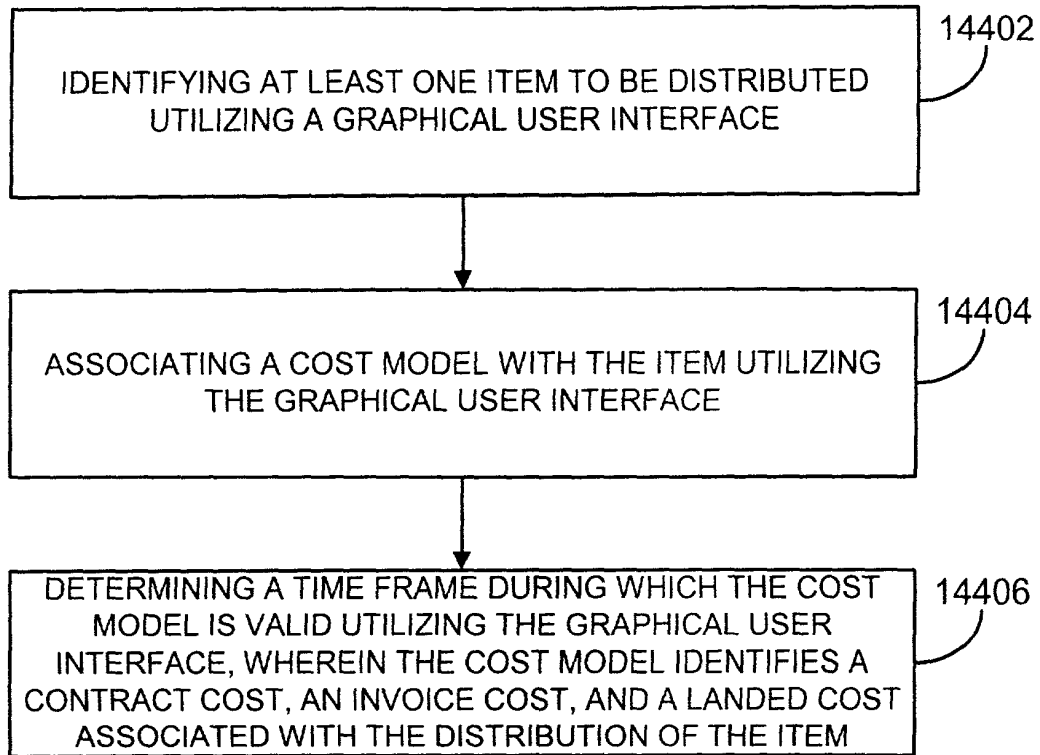 14402
IDENTIFYING AT LEAST ONE ITEM TO BE DISTRIBUTED
UTILIZING A GRAPHICAL USER INTERFACE
14404
ASSOCIATING A COST MODEL WITH THE ITEM UTILIZING
THE GRAPHICAL USER INTERFACE
14406
DETERMINING A TIME FRAME DURING WHICH THE COST
MODEL IS VALID UTILIZING THE GRAPHICAL USER
INTERFACE, WHEREIN THE COST MODEL IDENTIFIES A
CONTRACT COST, AN INVOICE COST, AND A LANDED COST
ASSOCIATED WITH THE DISTRIBUTION OF THE ITEM